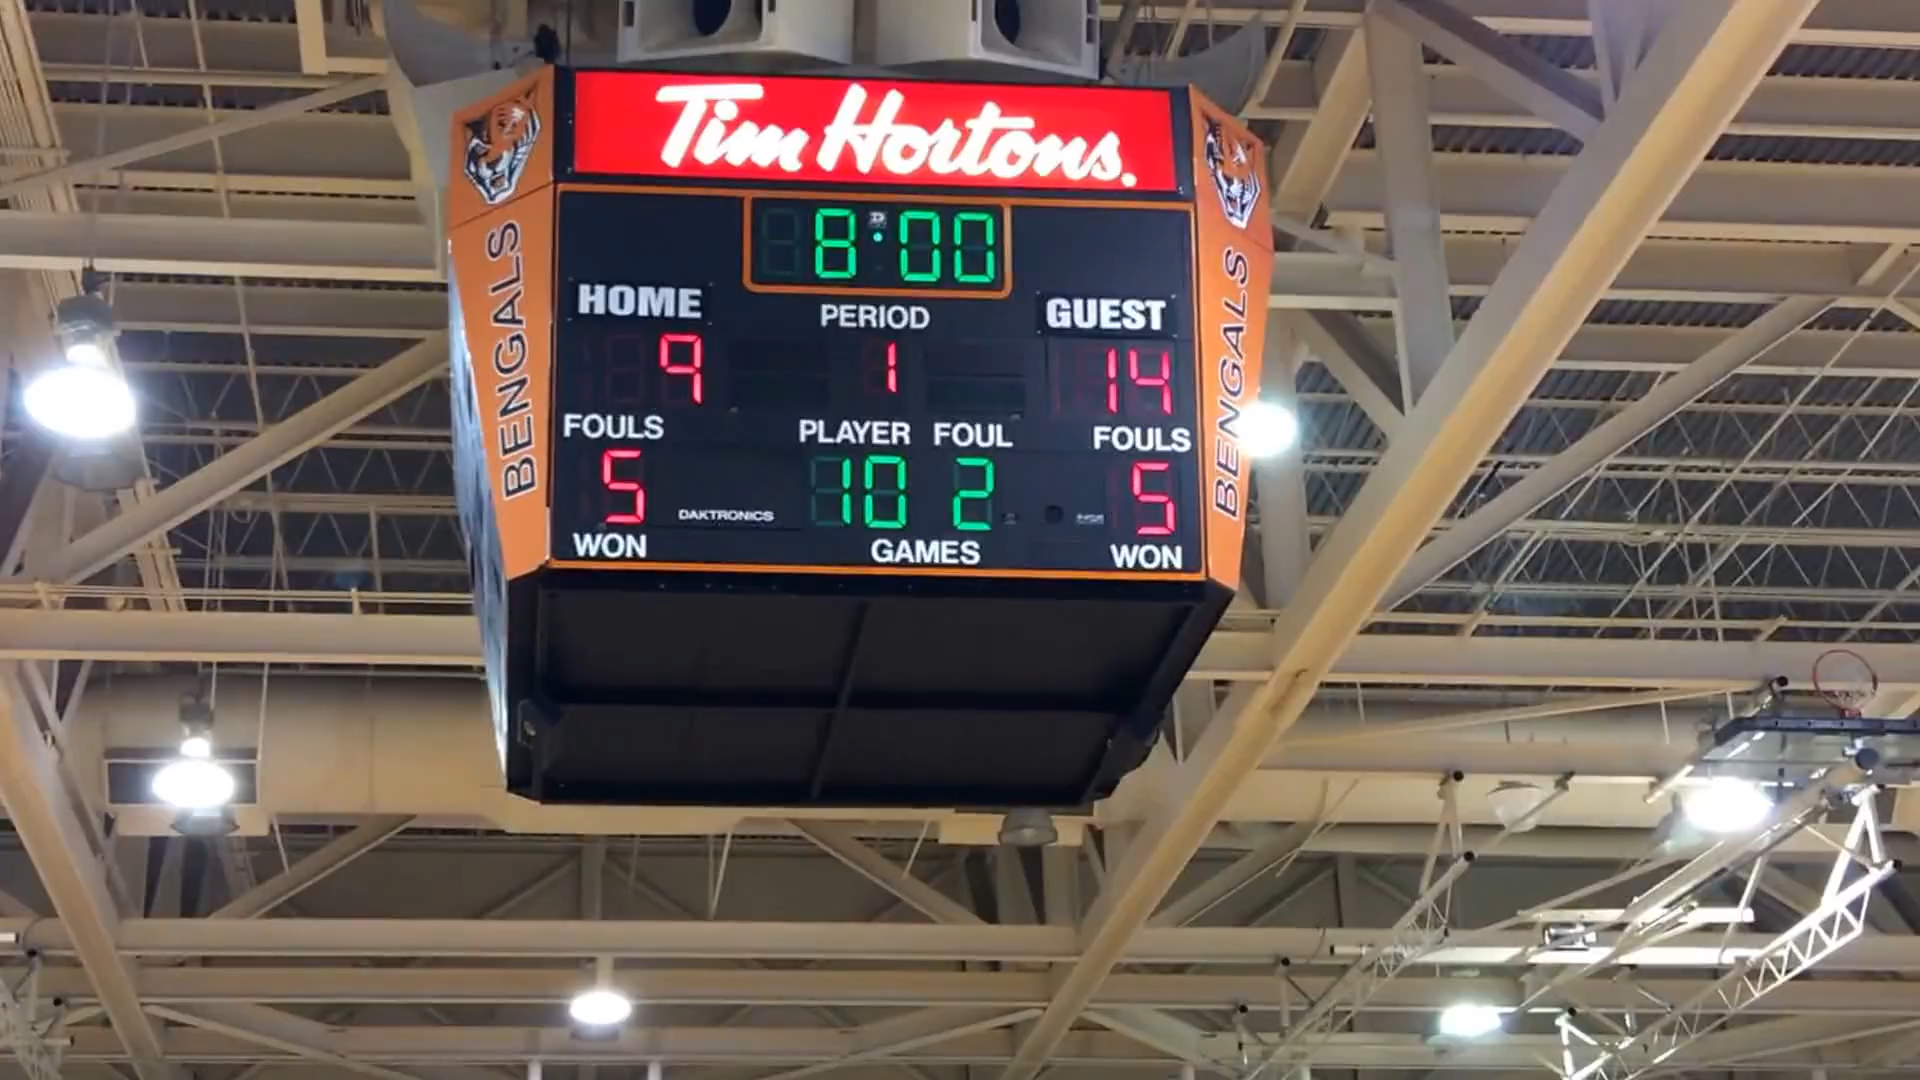 Tim Hortons.
8:00
HOME PERIOD GUEST
9 1 14
FOULS PLAYER FOUL FOULS
5 10 2 5
DAKTRONICS
WON GAMES WON
BENGALS
BENGALS